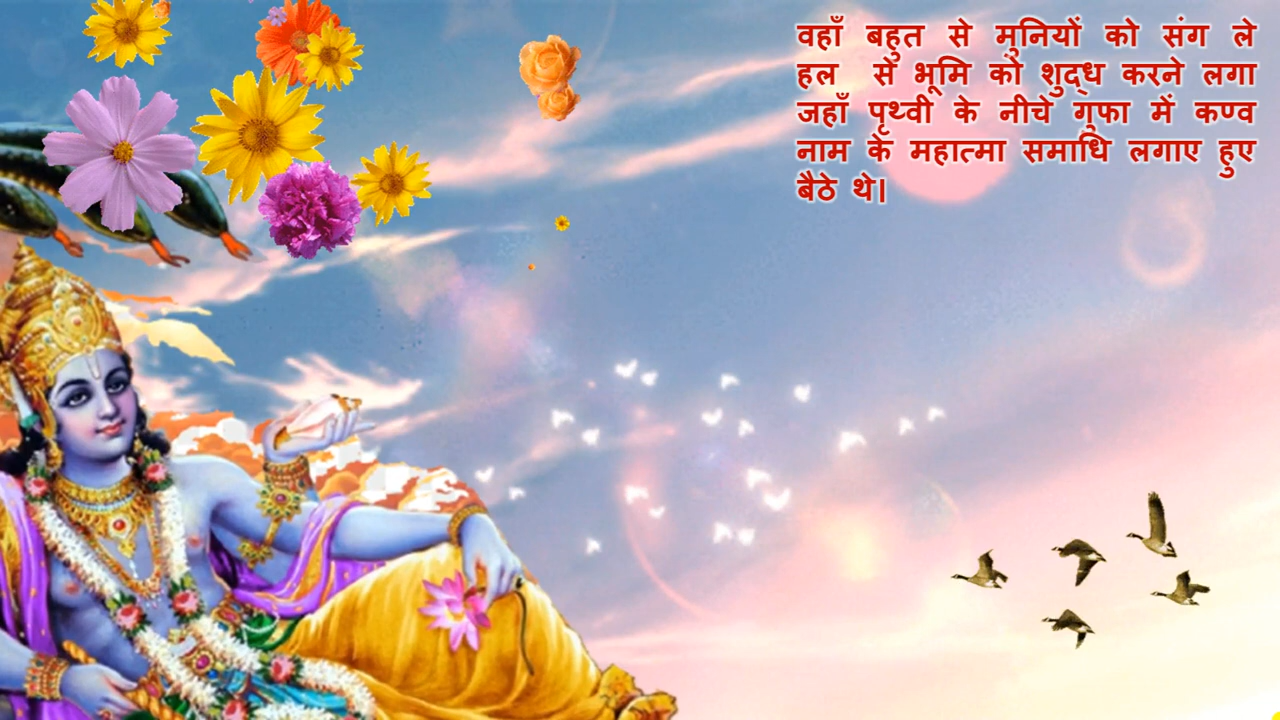 वहाँ बहुत से मुनियों को संग ले
हल से भूमि को शुद्ध करने लगा
जहाँ पृथ्वी के नीचे गुफा में कण्व
नाम के महात्मा समाधि लगाए हुए
बैठे थे।